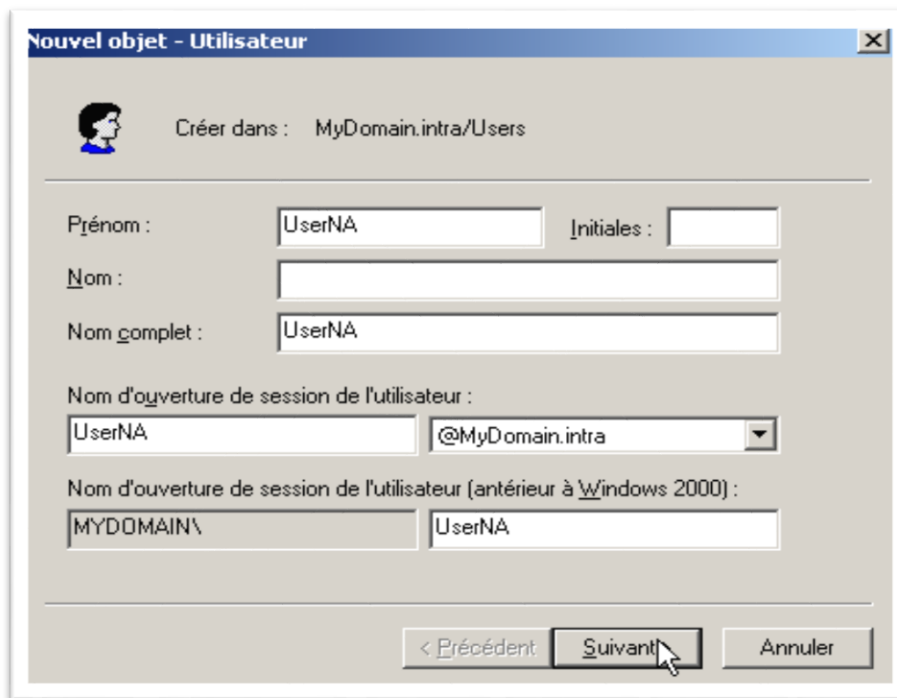 Nouvel objet - Utilisateur
Créer dans : MyDomain.intra/Users
Prénom : UserNA Initiales :
Nom :
Nom complet : UserNA
Nom d'ouverture de session de l'utilisateur :
UserNA @MyDomain.intra
Nom d'ouverture de session de l'utilisateur (antérieur à Windows 2000) :
MYDOMAIN\ UserNA
< Précédent Suivant Annuler